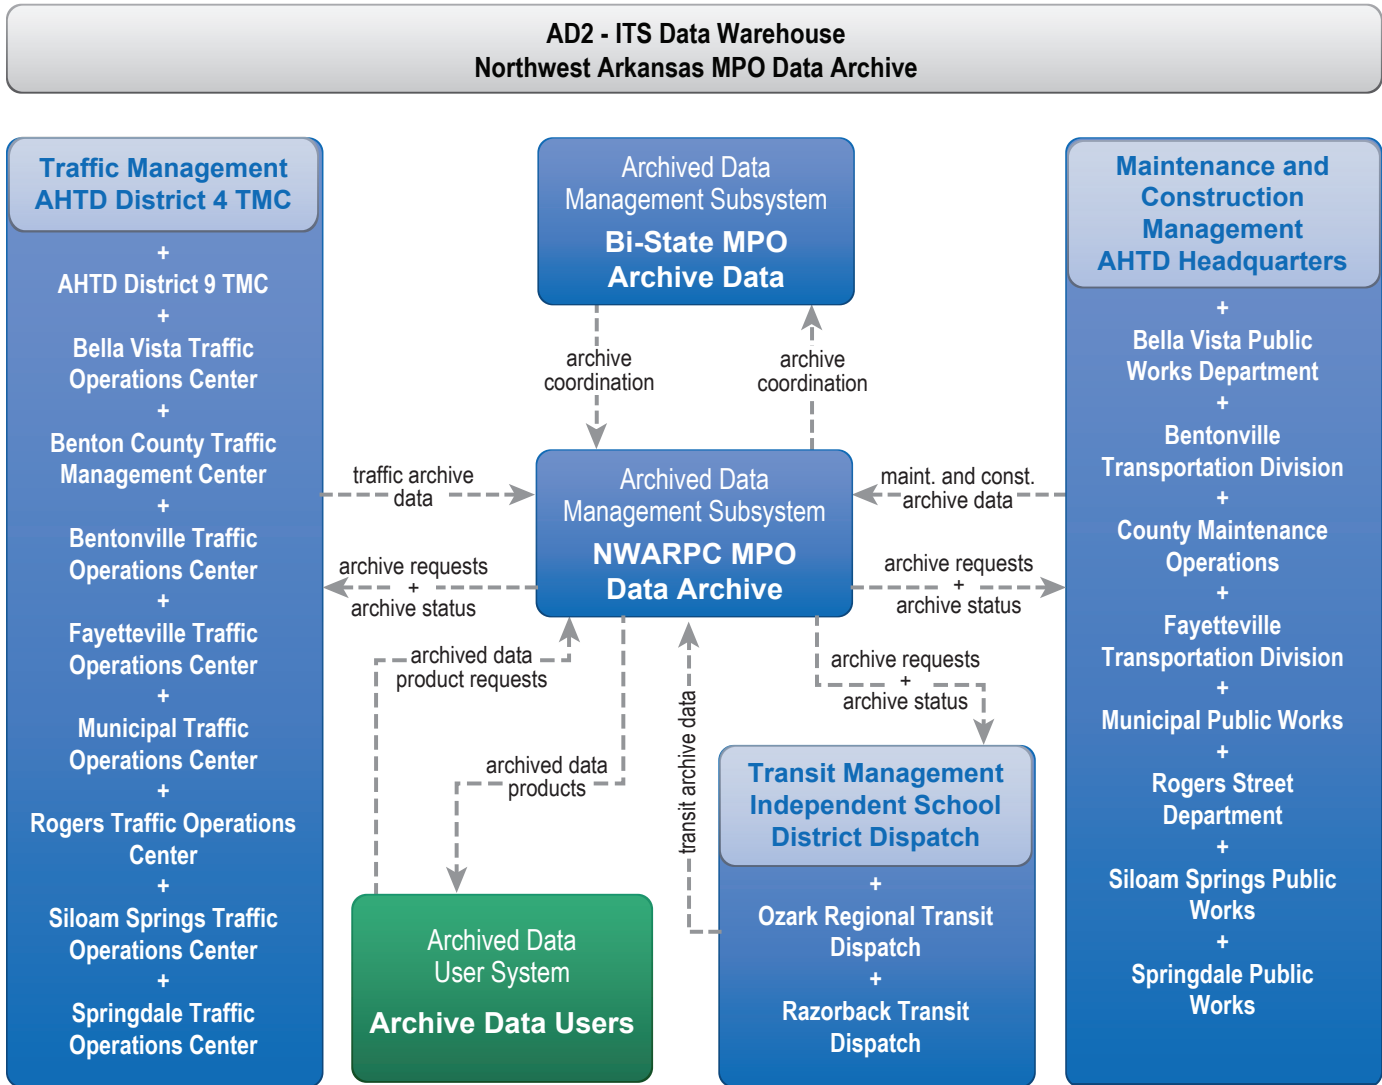 AD2 - ITS Data Warehouse
Northwest Arkansas MPO Data Archive
Traffic Management
AHTD District 4 TMC
+
AHTD District 9 TMC
+
Bella Vista Traffic
Operations Center
+
Benton County Traffic
Management Center
+
Bentonville Traffic
Operations Center
+
Fayetteville Traffic
Operations Center
+
Municipal Traffic
Operations Center
+
Rogers Traffic Operations
Center
+
Siloam Springs Traffic
Operations Center
+
Springdale Traffic
Operations Center
Archived Data
Management Subsystem
Bi-State MPO
Archive Data
archive
coordination
archive
coordination
traffic archive
data
Archived Data
Management Subsystem
NWARPC MPO
Data Archive
maint. and const.
archive data
archive requests
+
archive status
archive requests
+
archive status
archived data
product requests
archive requests
+
archive status
archived data
products
transit archive data
Archived Data
User System
Archive Data Users
Transit Management
Independent School
District Dispatch
+
Ozark Regional Transit
Dispatch
+
Razorback Transit
Dispatch
Maintenance and
Construction
Management
AHTD Headquarters
+
Bella Vista Public
Works Department
+
Bentonville
Transportation Division
+
County Maintenance
Operations
+
Fayetteville
Transportation Division
+
Municipal Public Works
+
Rogers Street
Department
+
Siloam Springs Public
Works
+
Springdale Public
Works